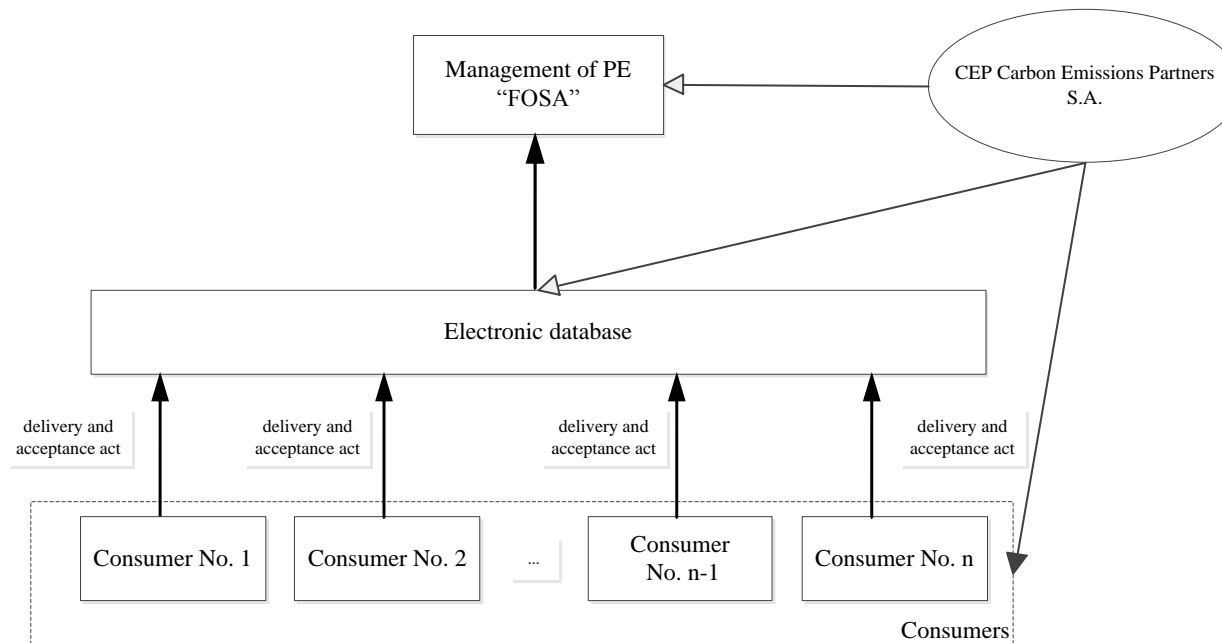 Management of PE
“FOSA”
CEP Carbon Emissions Partners
S.A.
Electronic database
delivery and
acceptance act
delivery and
acceptance act
delivery and
acceptance act
delivery and
acceptance act
Consumer No. 1
Consumer No. 2
...
Consumer
No. n-1
Consumer No. n
Consumers